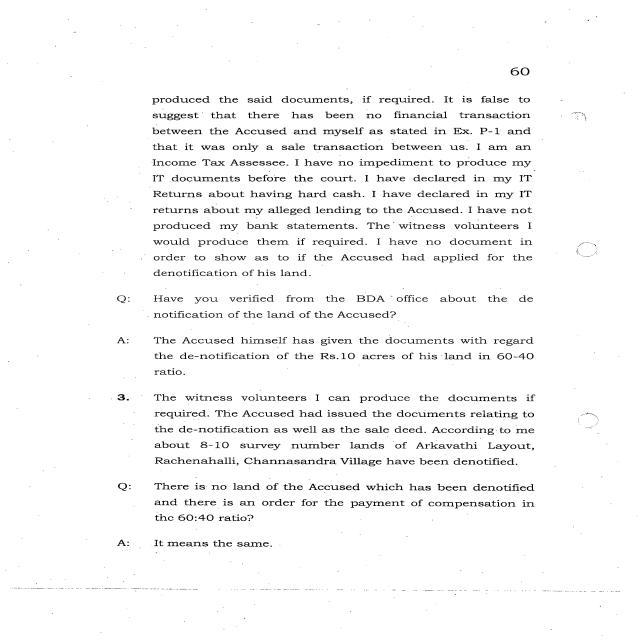 60
produced the said documents, if required. It is false to
suggest that there has been no financial transaction
between the Accused and myself as stated in Ex. P-1 and
that it was only a sale transaction between us. I am an
Income Tax Assessee. I have no impediment to produce my
IT documents before the court. I have declared in my IT
Returns about having hard cash. I have declared in my IT
returns about my alleged lending to the Accused. I have not
produced my bank statements. The witness volunteers I
would produce them if required. I have no document in
order to show as to if the Accused had applied for the
denotification of his land.
Q: Have you verified from the BDA office about the de
notification of the land of the Accused?
A: The Accused himself has given the documents with regard
the de-notification of the Rs.10 acres of his land in 60-40
ratio.
3. The witness volunteers I can produce the documents if
required. The Accused had issued the documents relating to
the de-notification as well as the sale deed. According to me
about 8-10 survey number lands of Arkavathi Layout,
Rachenahalli, Channasandra Village have been denotified.
Q: There is no land of the Accused which has been denotified
and there is an order for the payment of compensation in
the 60:40 ratio?
A: It means the same.